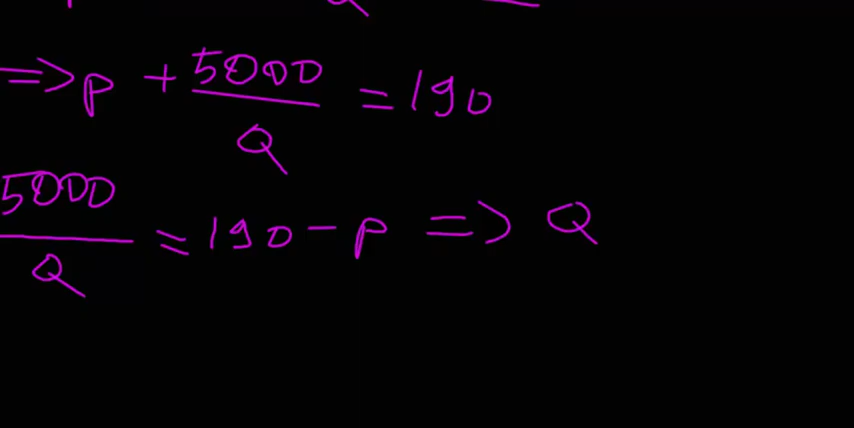 => p + 5000/Q = 190
5000/Q = 190 - p => Q